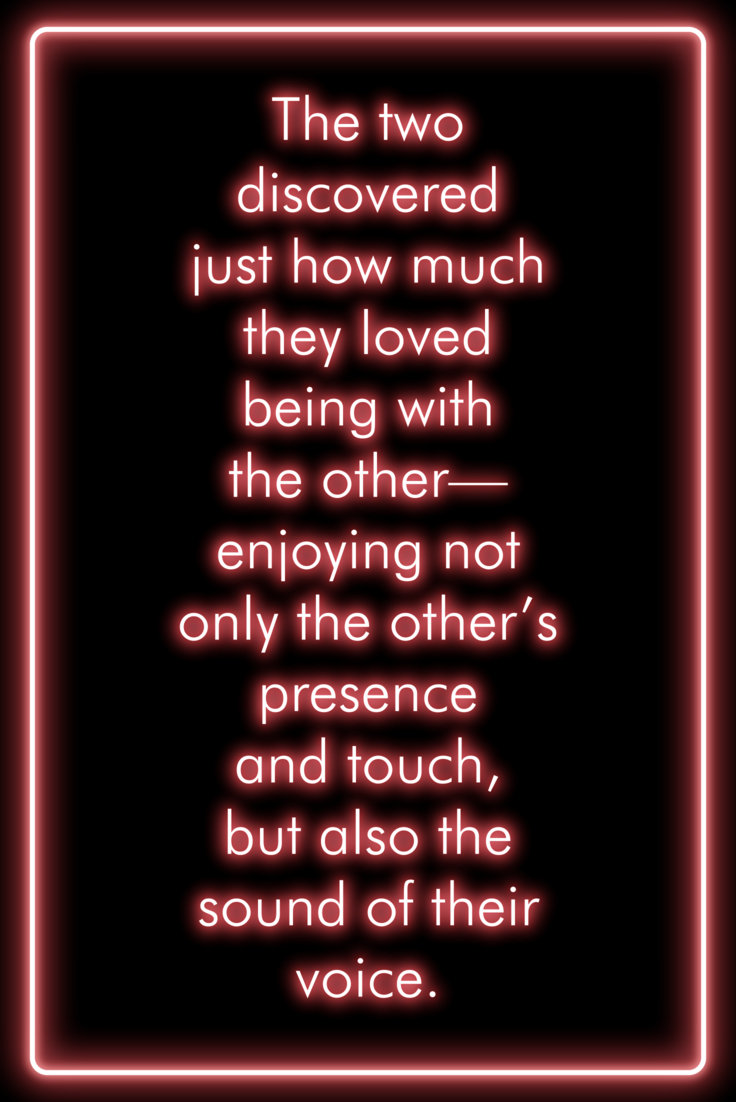 The two
discovered
just how much
they loved
being with
the other—
enjoying not
only the other’s
presence
and touch,
but also the
sound of their
voice.